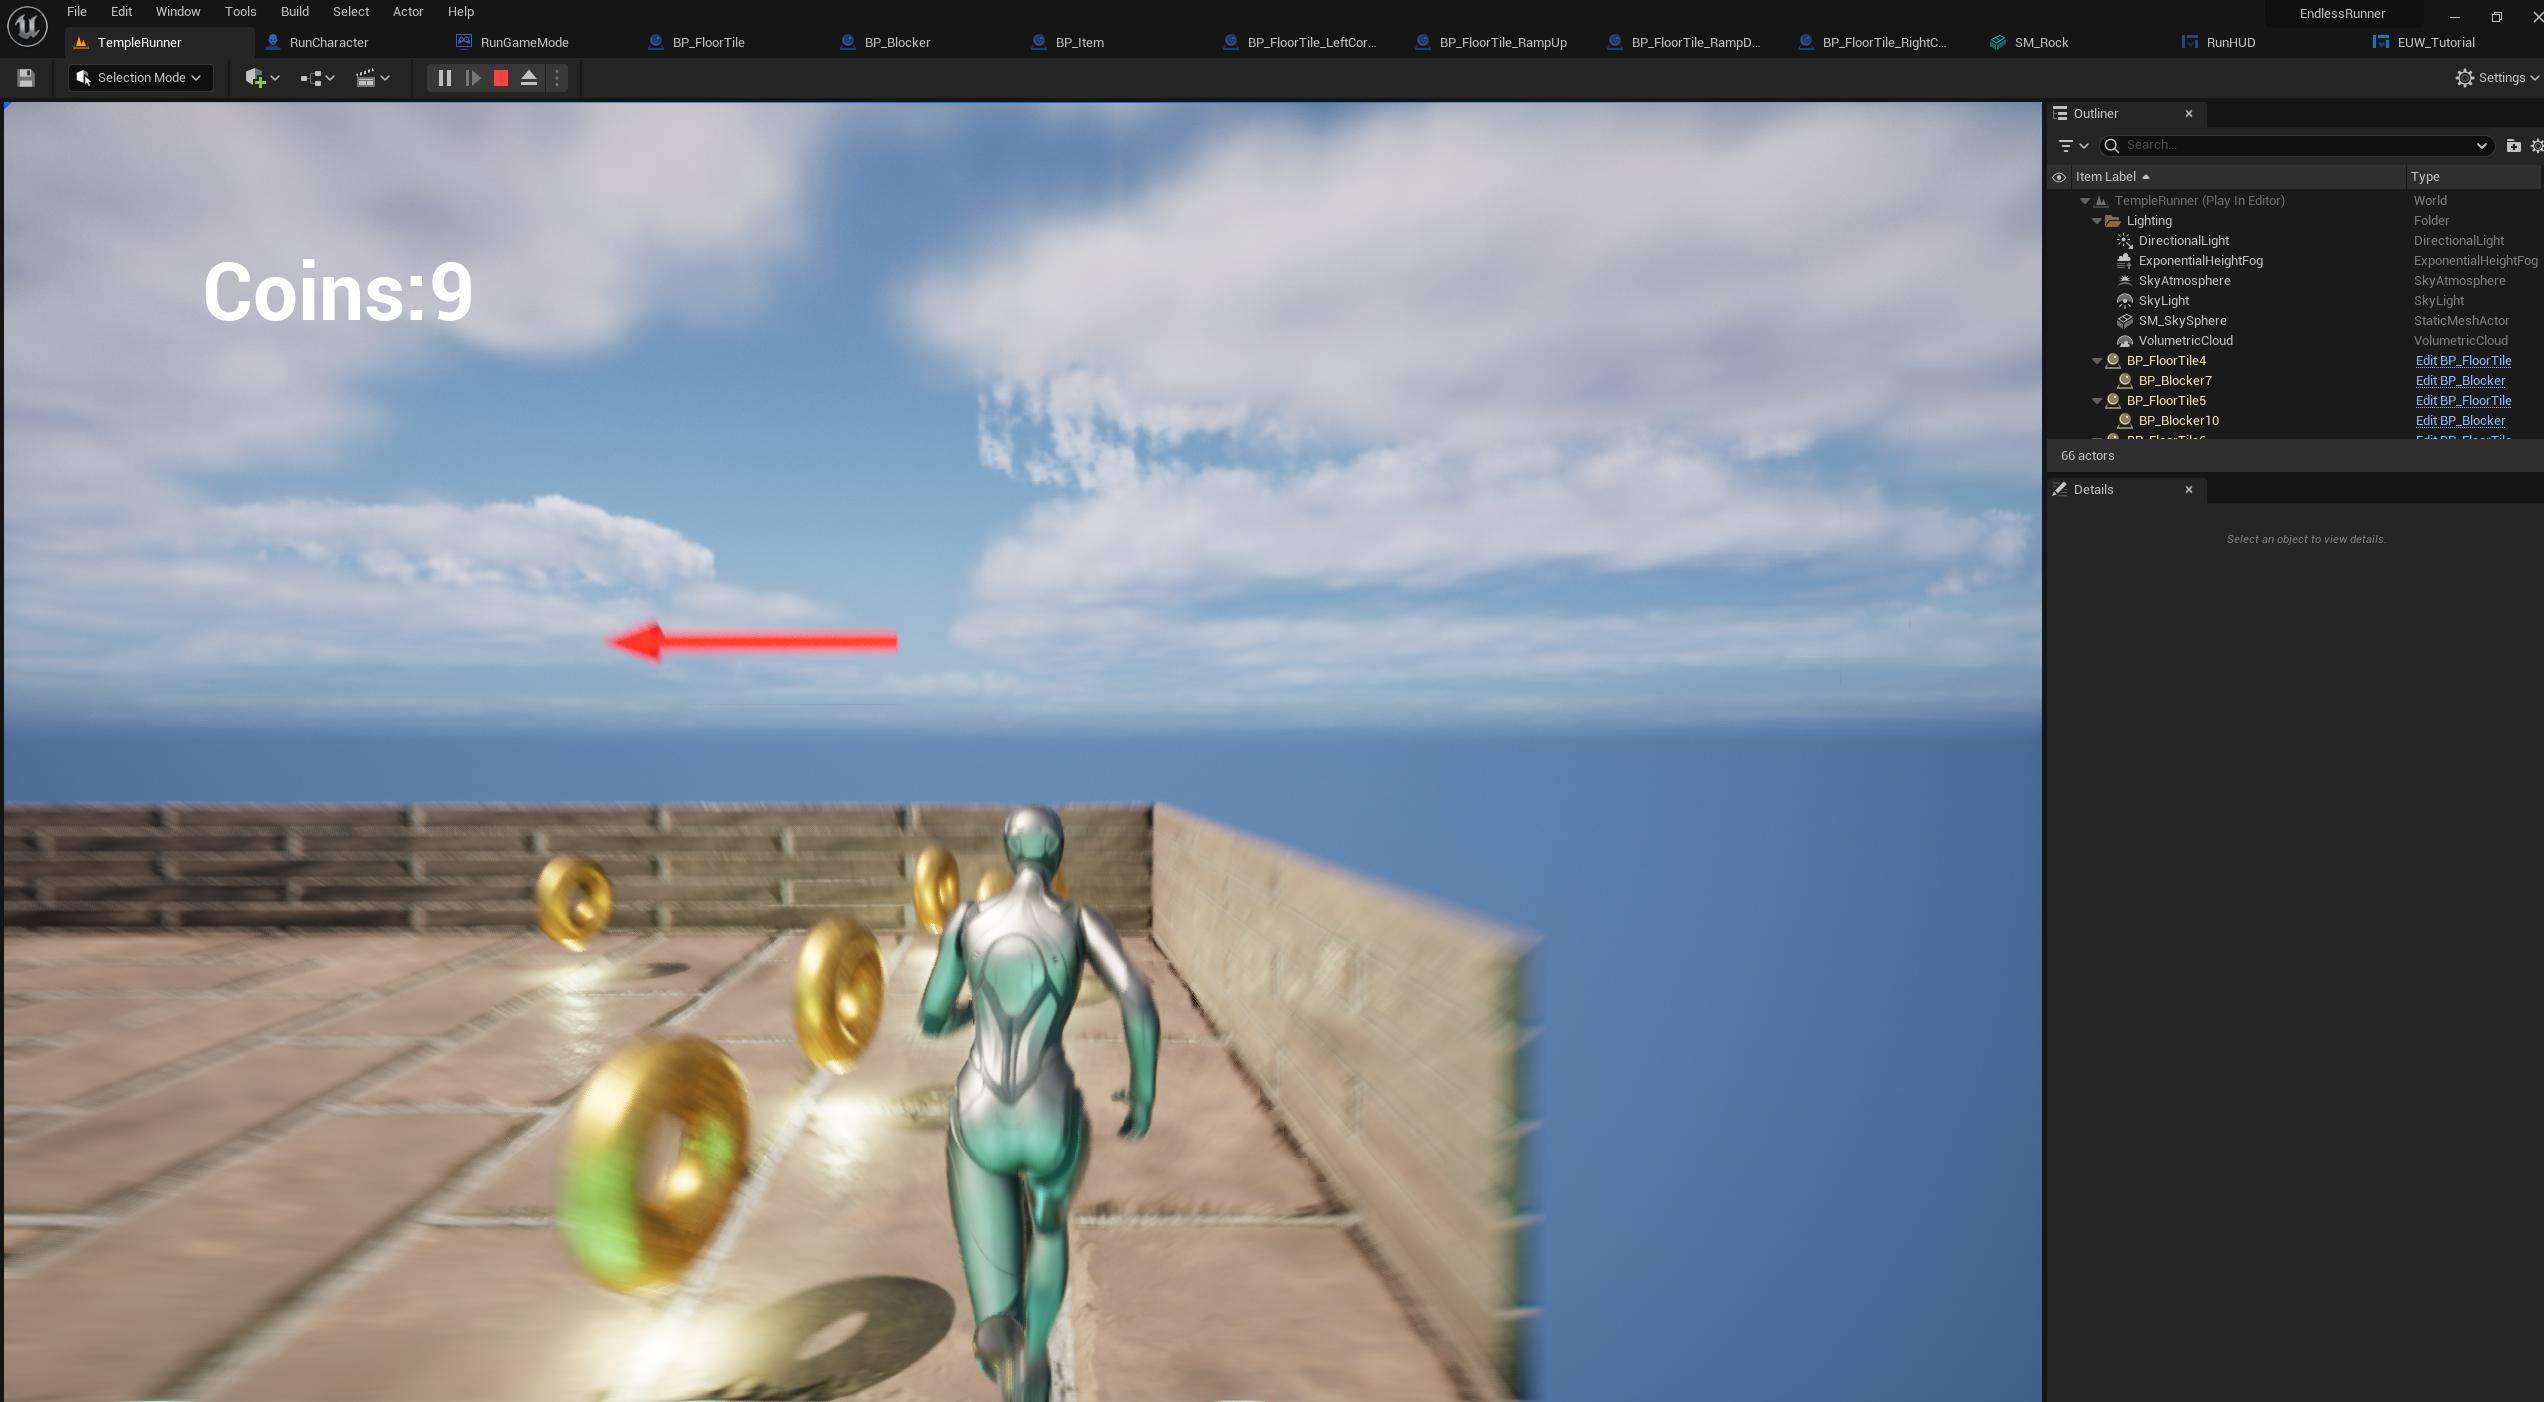 File Edit Window Tools Build Select Actor Help
EndlessRunner
TempleRunner RunCharacter RunGameMode BP_FloorTile BP_Blocker BP_Item BP_FloorTile_LeftCor... BP_FloorTile_RampUp BP_FloorTile_RampD... BP_FloorTile_RightC... SM_Rock RunHUD EUW_Tutorial
Selection Mode
Settings
Coins:9
Outliner
Search...
Item Label Type
TempleRunner (Play In Editor) World
Lighting Folder
DirectionalLight DirectionalLight
ExponentialHeightFog ExponentialHeightFog
SkyAtmosphere SkyAtmosphere
SkyLight SkyLight
SM_SkySphere StaticMeshActor
VolumetricCloud VolumetricCloud
BP_FloorTile4 Edit BP_FloorTile
BP_Blocker7 Edit BP_Blocker
BP_FloorTile5 Edit BP_FloorTile
BP_Blocker10 Edit BP_Blocker
66 actors
Details
Select an object to view details.